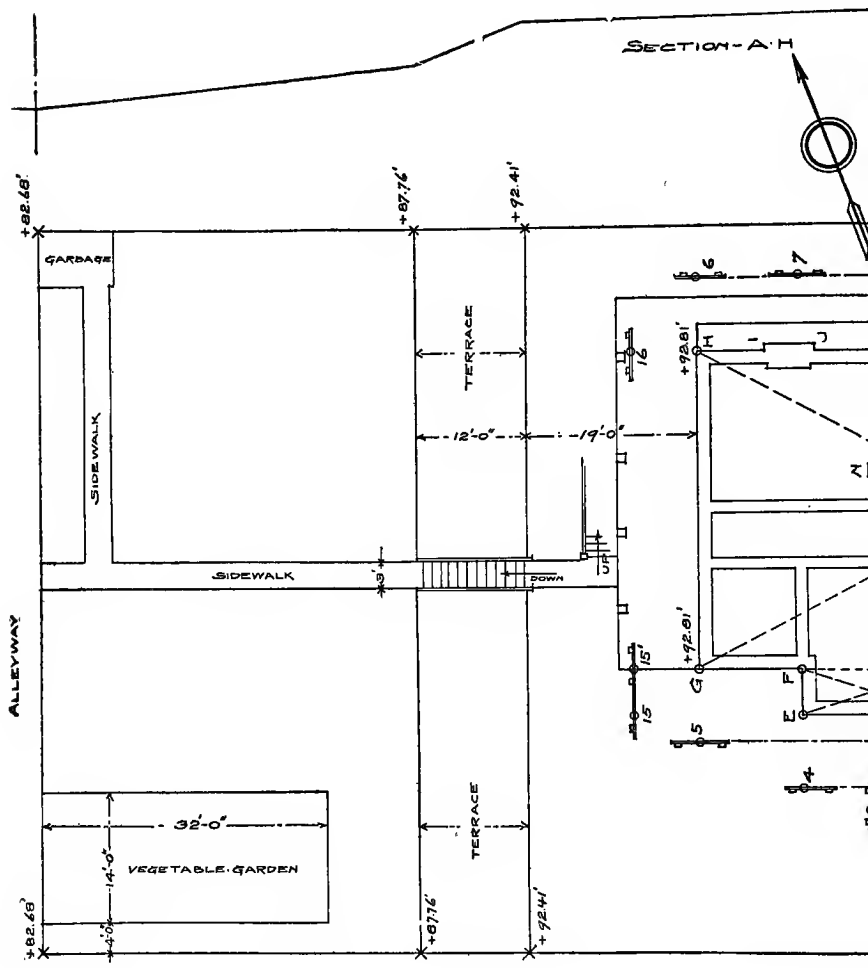 SECTION-A-H
+82.68'
+87.76'
+92.41'
GARBAGE
6
7
SIDEWALK
TERRACE
16
+92.81'
H
I
J
12'-0"
19'-0"
N
SIDEWALK
3'
DOWN
UP
ALLEYWAY
15'
+92.81'
G
F
15
E
5
4
TERRACE
32'-0"
14'-0"
VEGETABLE-GARDEN
4'-0"
+82.68'
+87.76'
+92.41'